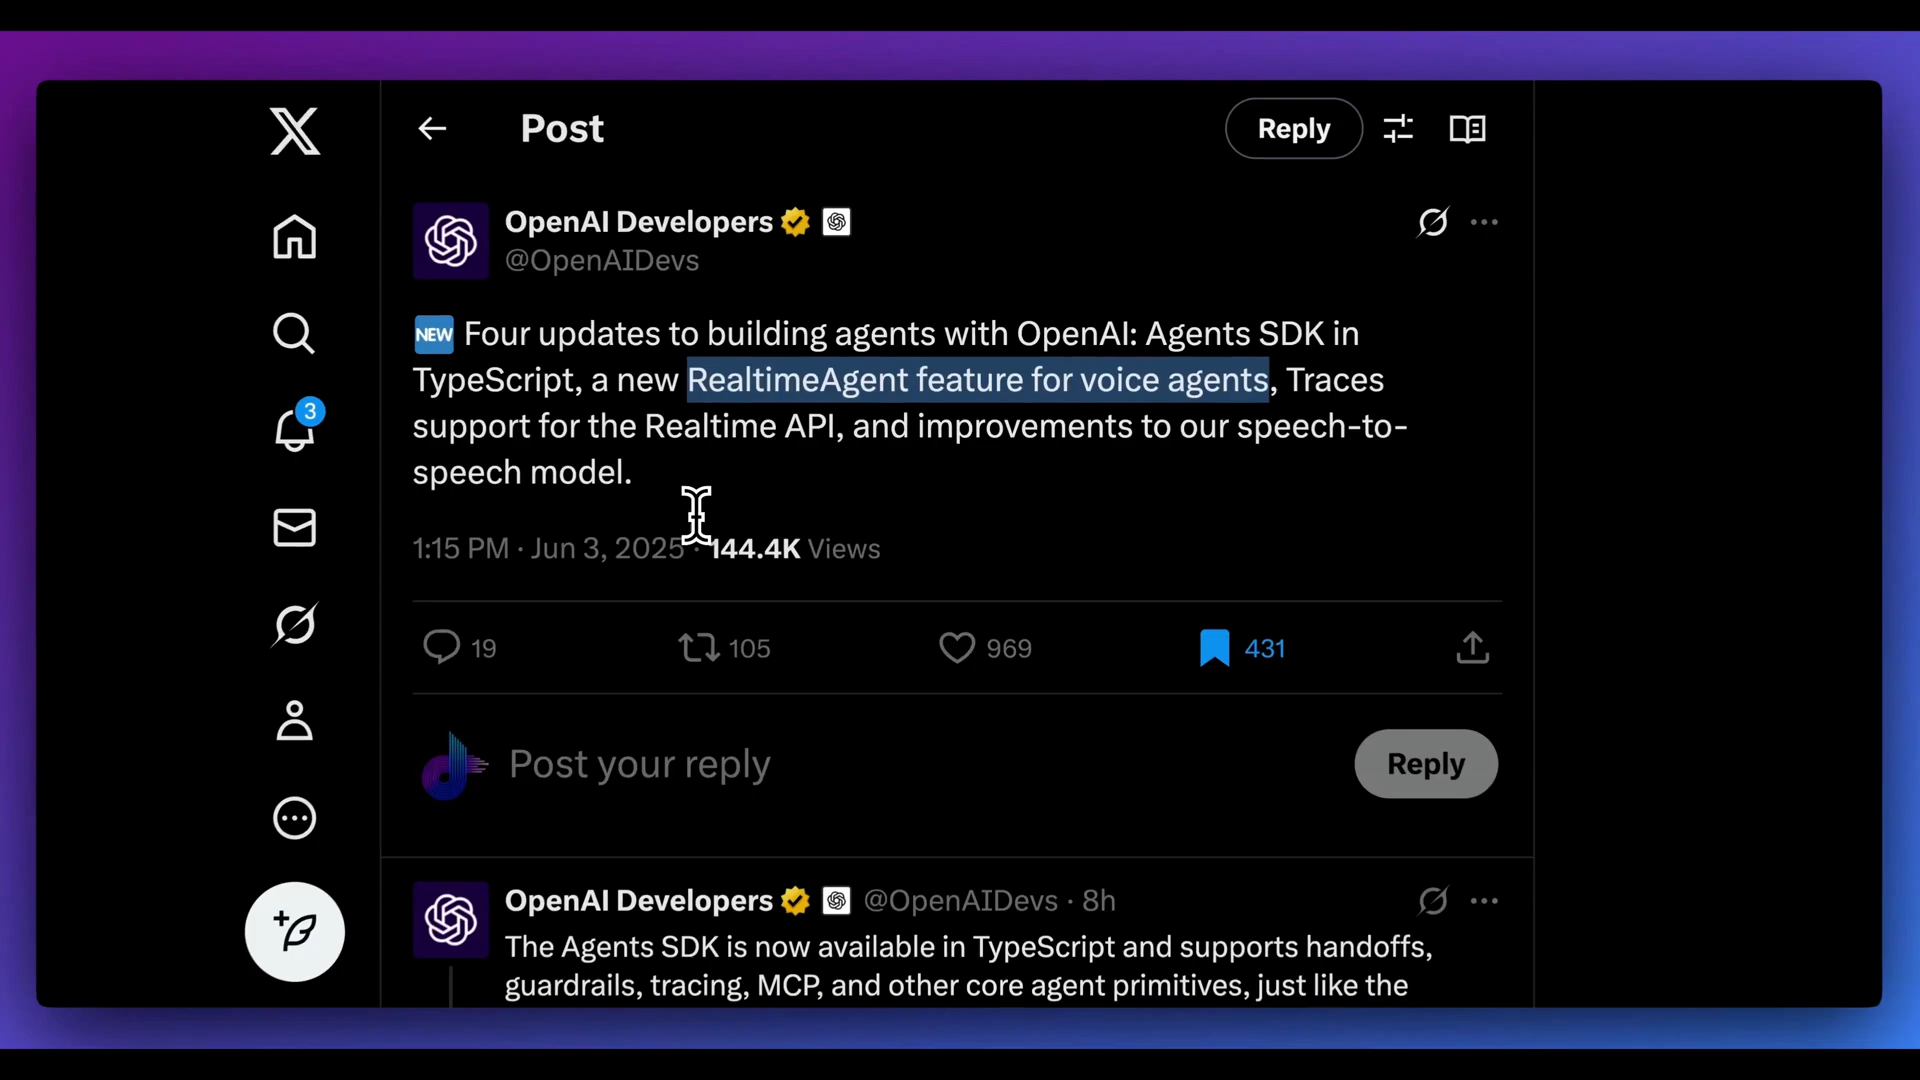 Post
Reply
OpenAI Developers
@OpenAIDevs
NEW Four updates to building agents with OpenAI: Agents SDK in
TypeScript, a new RealtimeAgent feature for voice agents, Traces
support for the Realtime API, and improvements to our speech-to-
speech model.
1:15 PM · Jun 3, 2025 · 144.4K Views
3
19
105
969
431
Post your reply
Reply
OpenAI Developers @OpenAIDevs · 8h
The Agents SDK is now available in TypeScript and supports handoffs,
guardrails, tracing, MCP, and other core agent primitives, just like the